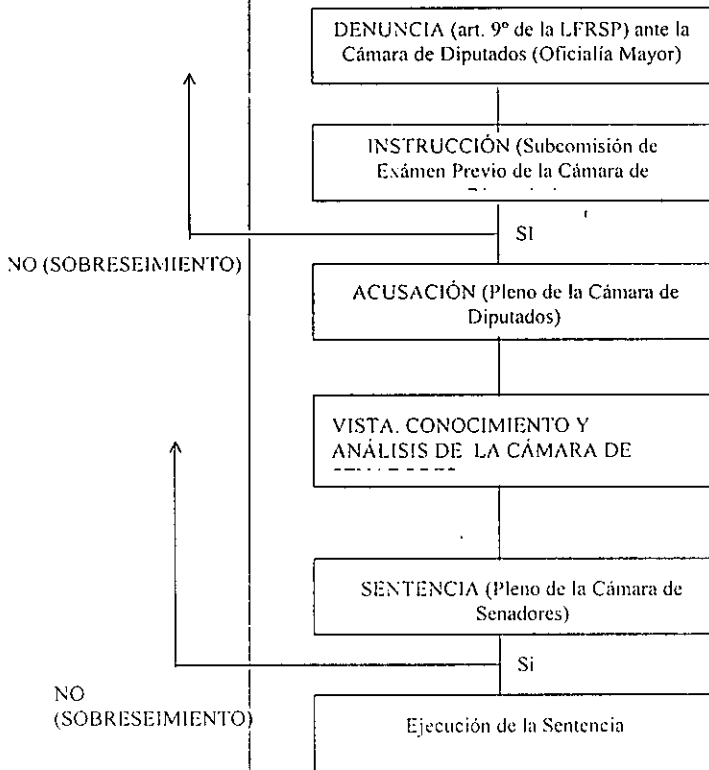 DENUNCIA (art. 9º de la LFRSP) ante la
Cámara de Diputados (Oficialía Mayor)
INSTRUCCIÓN (Subcomisión de
Exámen Previo de la Cámara de
SI
NO (SOBRESEIMIENTO)
ACUSACIÓN (Pleno de la Cámara de
Diputados)
VISTA. CONOCIMIENTO Y
ANÁLISIS DE LA CÁMARA DE
SENTENCIA (Pleno de la Cámara de
Senadores)
Si
NO
(SOBRESEIMIENTO)
Ejecución de la Sentencia